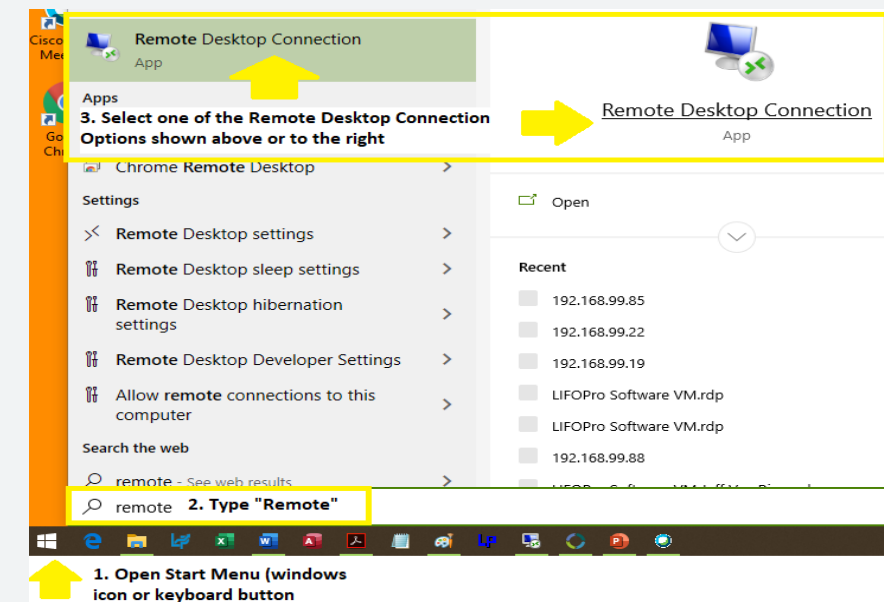 Cisco
Mee
Go
Chr
Remote Desktop Connection
App
Apps
3. Select one of the Remote Desktop Connection
Options shown above or to the right
Chrome Remote Desktop
Settings
Remote Desktop settings
Remote Desktop sleep settings
Remote Desktop hibernation
settings
Remote Desktop Developer Settings
Allow remote connections to this
computer
Search the web
remote - See web results
remote
2. Type "Remote"
Remote Desktop Connection
App
Open
Recent
192.168.99.85
192.168.99.22
192.168.99.19
LIFOPro Software VM.rdp
LIFOPro Software VM.rdp
192.168.99.88
LP
1. Open Start Menu (windows
icon or keyboard button